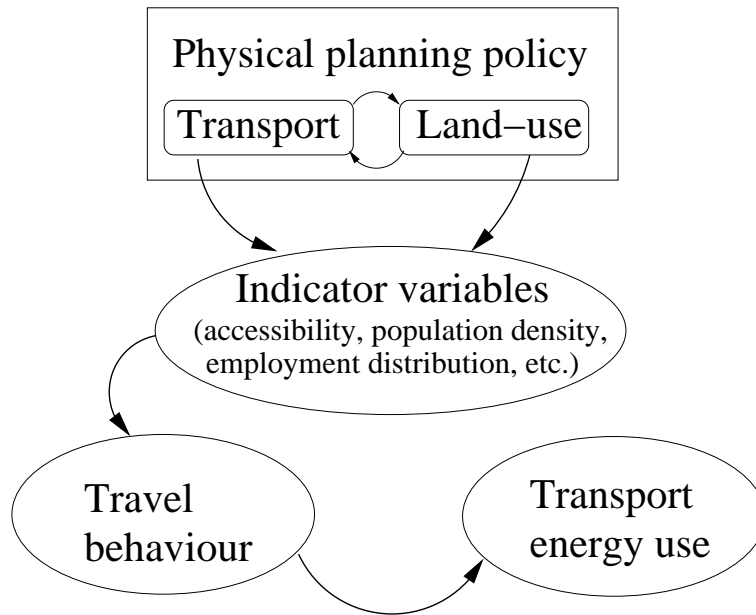 Physical planning policy
Transport
Land−use
Indicator variables
(accessibility, population density,
employment distribution, etc.)
Travel
behaviour
Transport
energy use